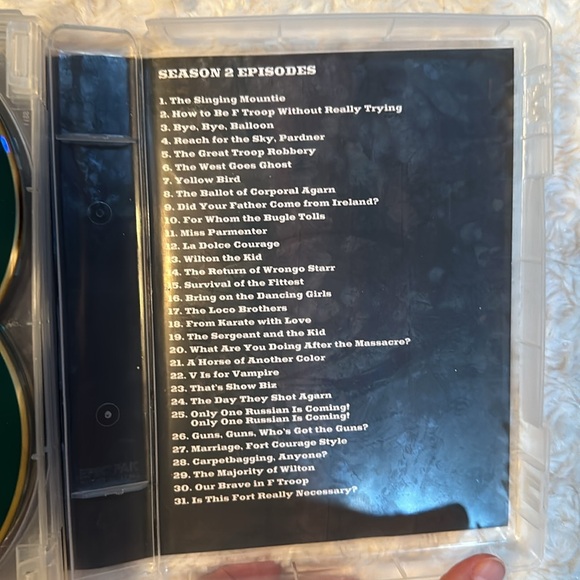 SEASON 2 EPISODES
1. The Singing Mountie
2. How to Be F Troop Without Really Trying
3. Bye, Bye, Balloon
4. Reach for the Sky, Pardner
5. The Great Troop Robbery
6. The West Goes Ghost
7. Yellow Bird
8. The Ballot of Corporal Agarn
9. Did Your Father Come from Ireland?
10. For Whom the Bugle Tolls
11. Miss Parmenter
12. La Dolce Courage
13. Wilton the Kid
14. The Return of Wrongo Starr
15. Survival of the Fittest
16. Bring on the Dancing Girls
17. The Loco Brothers
18. From Karate with Love
19. The Sergeant and the Kid
20. What Are You Doing After the Massacre?
21. A Horse of Another Color
22. V Is for Vampire
23. That's Show Biz
24. The Day They Shot Agarn
25. Only One Russian Is Coming!
Only One Russian Is Coming!
26. Guns, Guns, Who's Got the Guns?
27. Marriage, Fort Courage Style
28. Carpetbagging, Anyone?
29. The Majority of Wilton
30. Our Brave in F Troop
31. Is This Fort Really Necessary?